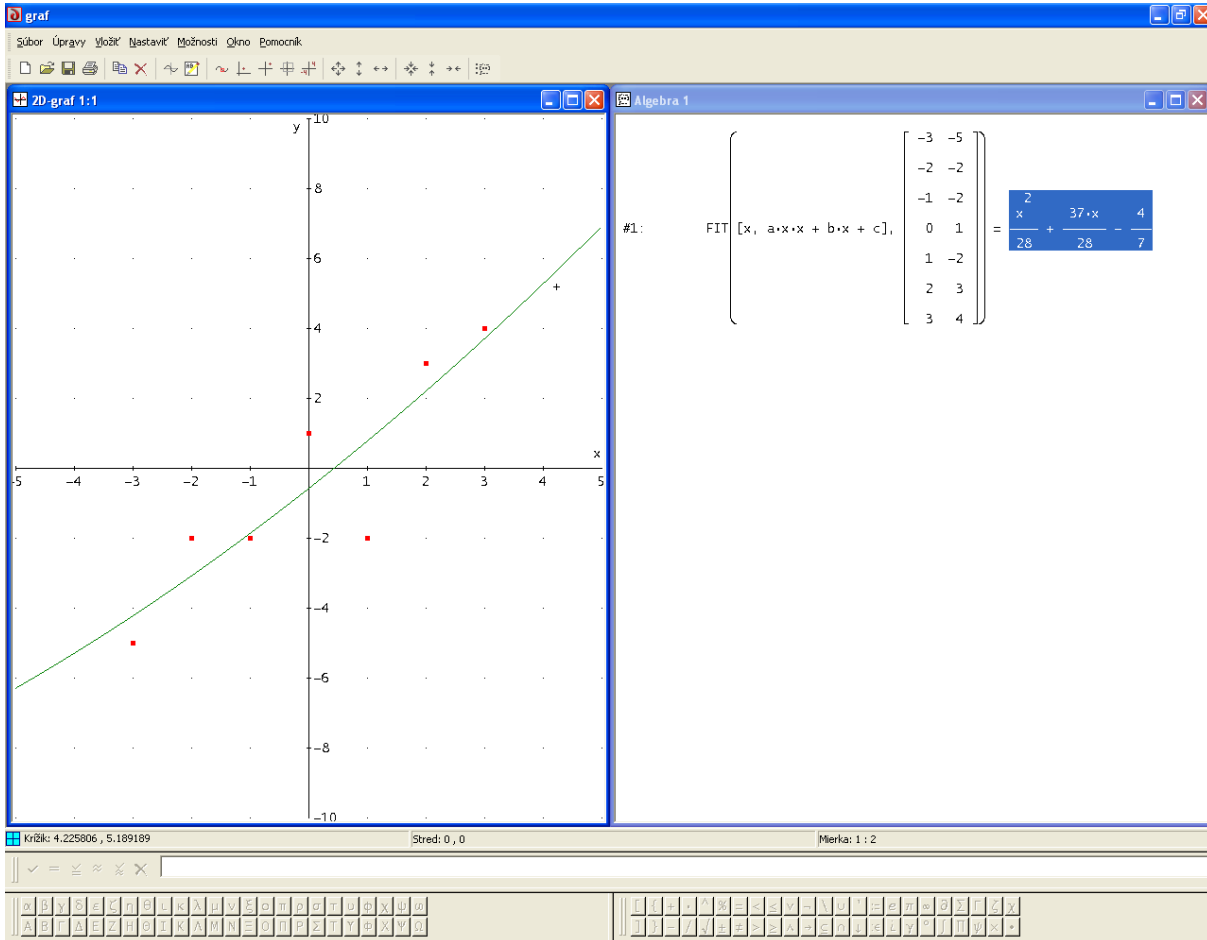 graf
Súbor Úpravy Vložiť Nastaviť Možnosti Okno Pomocník
2D-graf 1:1
y
10
8
6
4
2
x
-5 -4 -3 -2 -1 1 2 3 4 5
-2
-4
-6
-8
-10
Algebra 1
#1: FIT([x, a·x·x + b·x + c], [-3 -5; -2 -2; -1 -2; 0 1; 1 -2; 2 3; 3 4]) = x^2/28 + 37·x/28 - 4/7
Krížik: 4.225806 , 5.189189 Stred: 0 , 0 Mierka: 1 : 2
✓ = ≈
α β γ δ ε ζ η θ ι κ λ μ ν ξ ο π ρ σ τ υ φ χ ψ ω
Α Β Γ Δ Ε Ζ Η Θ Ι Κ Λ Μ Ν Ξ Ο Π Ρ Σ Τ Υ Φ Χ Ψ Ω
[ { + · ^ % = < ≤ ∨ ¬ \ ∪ ' := e π ∞ ∂ Σ Γ ζ χ
] } - / √ ± ≠ > ≥ ∧ → ⊆ ∩ ↓ :∈ i γ ° ∫ Π ψ × •